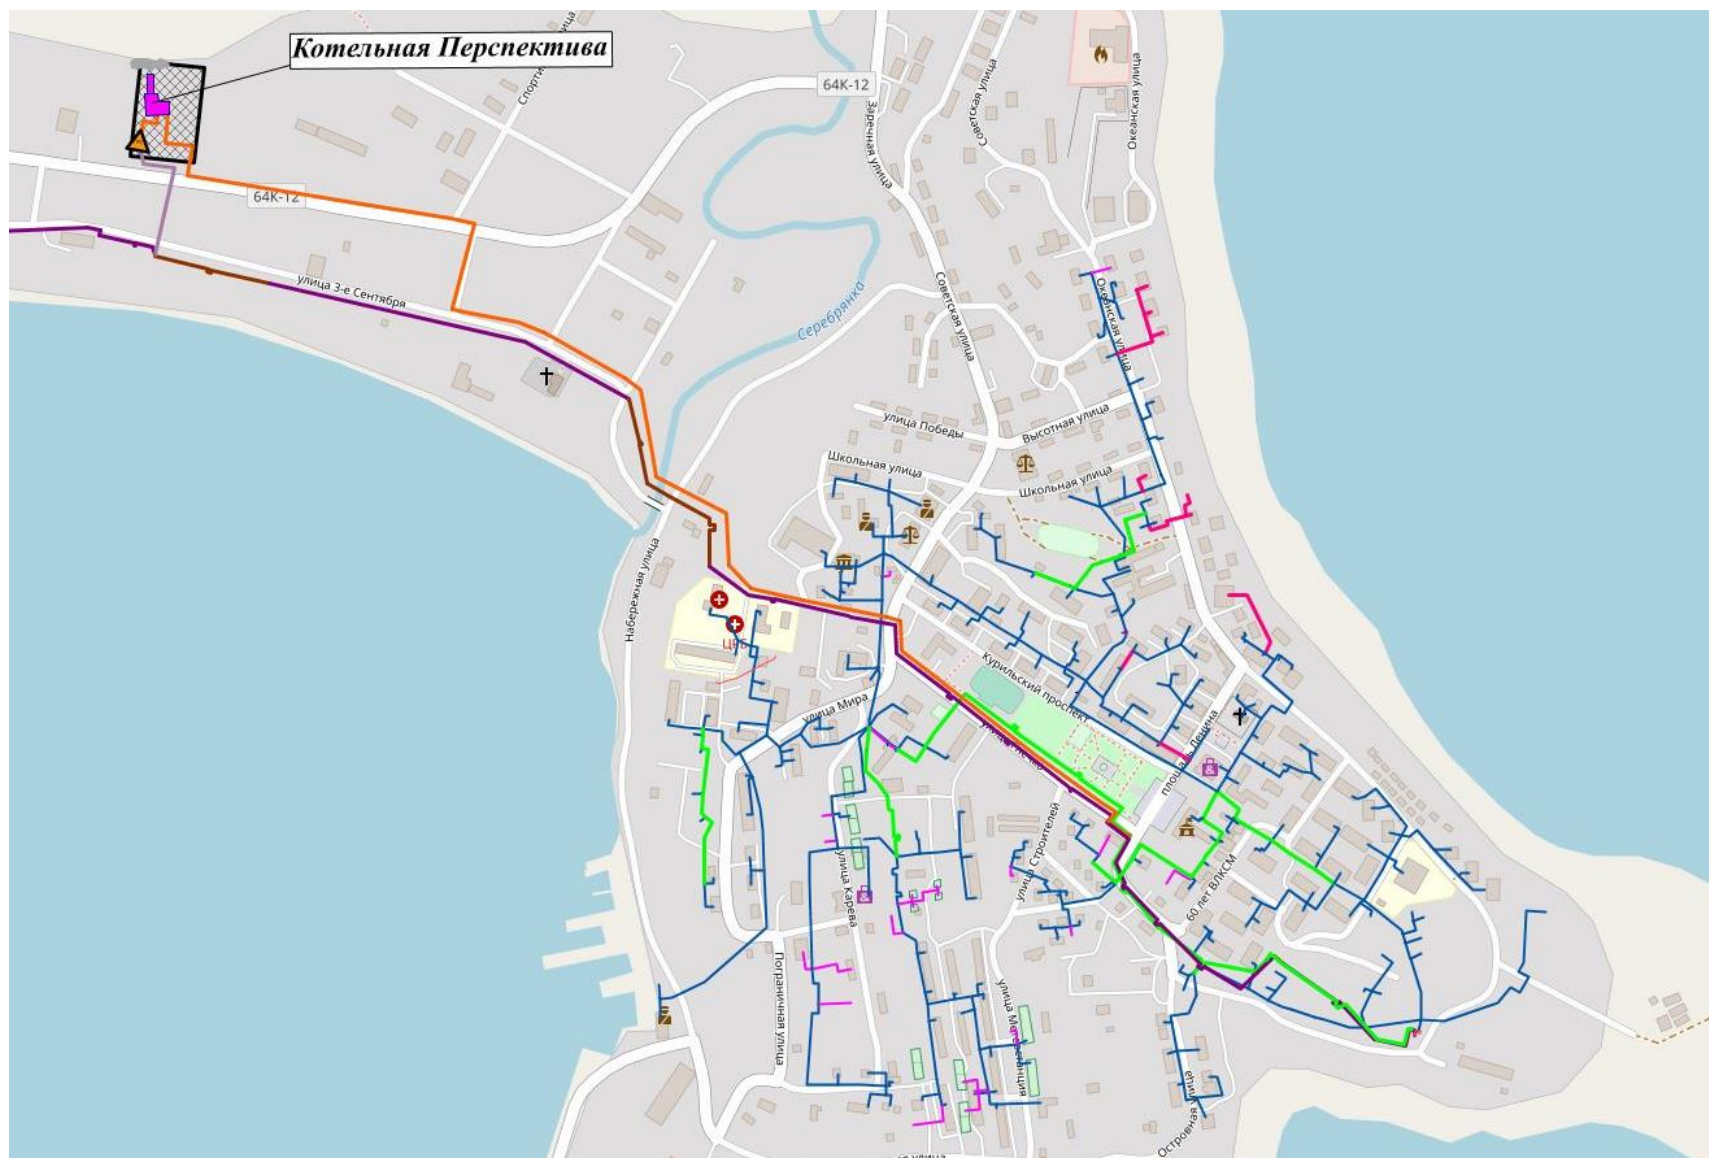 Котельная Перспектива
64К-12
Заречная улица
Советская улица
Океанская улица
64К-12
улица 3-е Сентября
Серебрянка
Советская улица
Океанская улица
улица Победы
Высотная улица
Школьная улица
Школьная улица
Набережная улица
ЦРБ
Курильский проспект
улица Мира
площадь Ленина
улица Строителей
улица Карева
60 лет ВЛКСМ
Пограничная улица
Островная улица